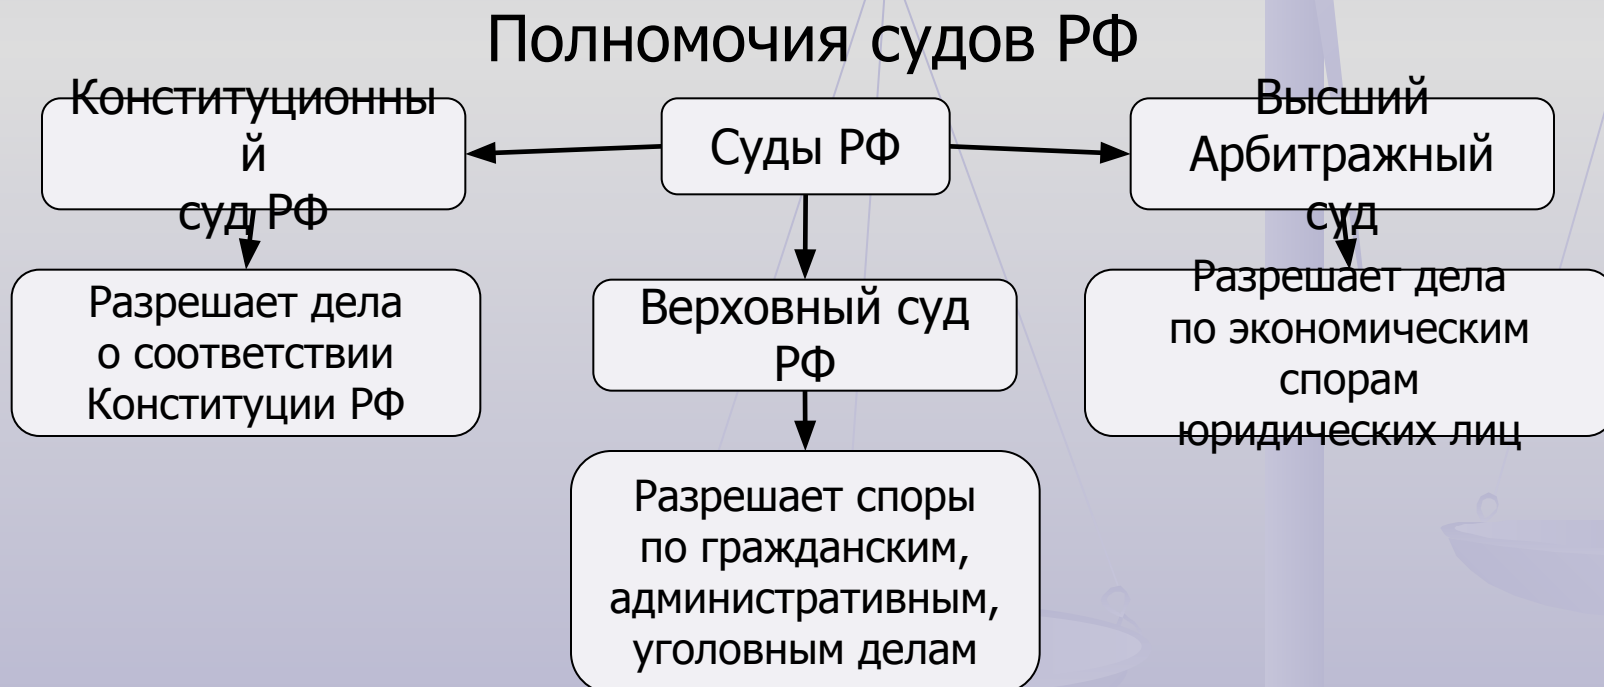 Полномочия судов РФ
Конституционны
й
суд РФ
Суды РФ
Высший
Арбитражный
суд
Разрешает дела
о соответствии
Конституции РФ
Верховный суд
РФ
Разрешает дела
по экономическим
спорам
юридических лиц
Разрешает споры
по гражданским,
административным,
уголовным делам